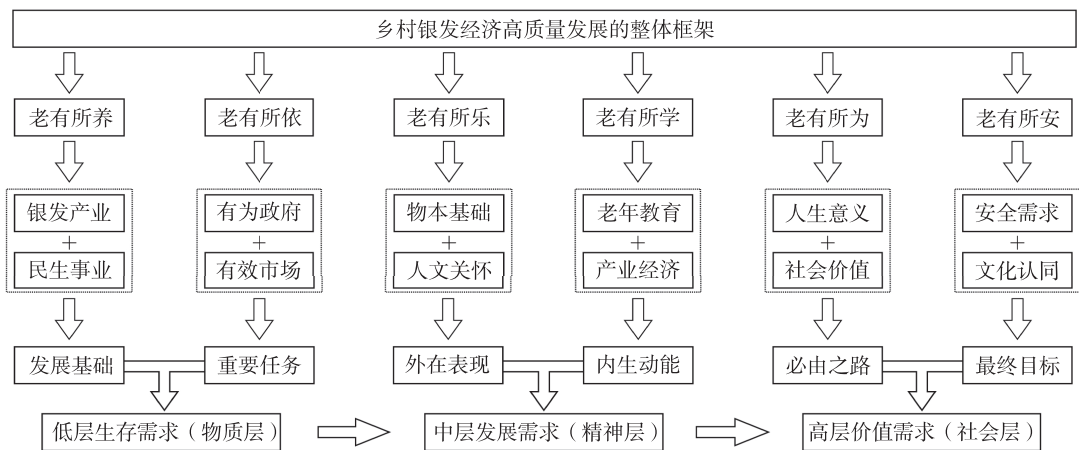 乡村银发经济高质量发展的整体框架
老有所养 老有所依 老有所乐 老有所学 老有所为 老有所安
银发产业 有为政府 物本基础 老年教育 人生意义 安全需求
+ + + + + +
民生事业 有效市场 人文关怀 产业经济 社会价值 文化认同
发展基础 重要任务 外在表现 内生动能 必由之路 最终目标
低层生存需求(物质层) 中层发展需求(精神层) 高层价值需求(社会层)